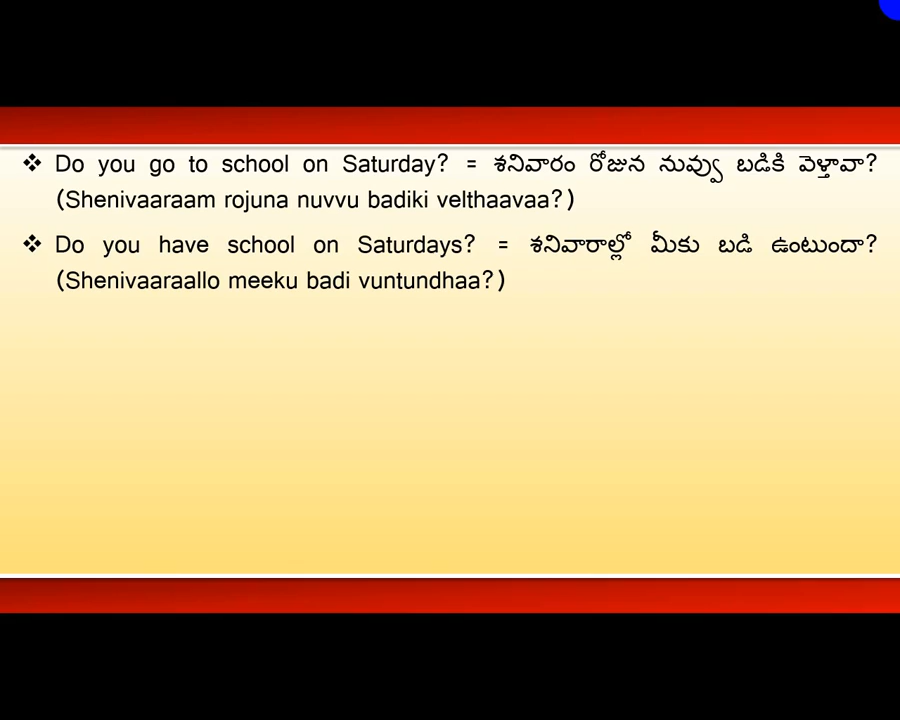 ❖ Do you go to school on Saturday? = శనివారం రోజున నువ్వు బడికి వెళ్తావా?
(Shenivaaraam rojuna nuvvu badiki velthaavaa?)
❖ Do you have school on Saturdays? = శనివారాల్లో మీకు బడి ఉంటుందా?
(Shenivaaraallo meeku badi vuntundhaa?)